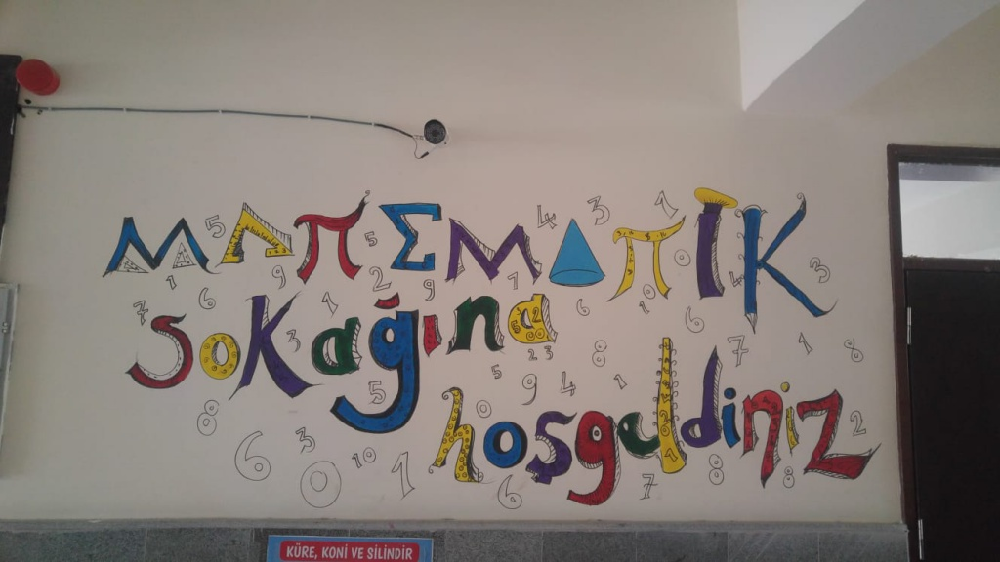 MATEMATİK
sokağına
hoşgeldiniz
KÜRE, KONİ VE SİLİNDİR